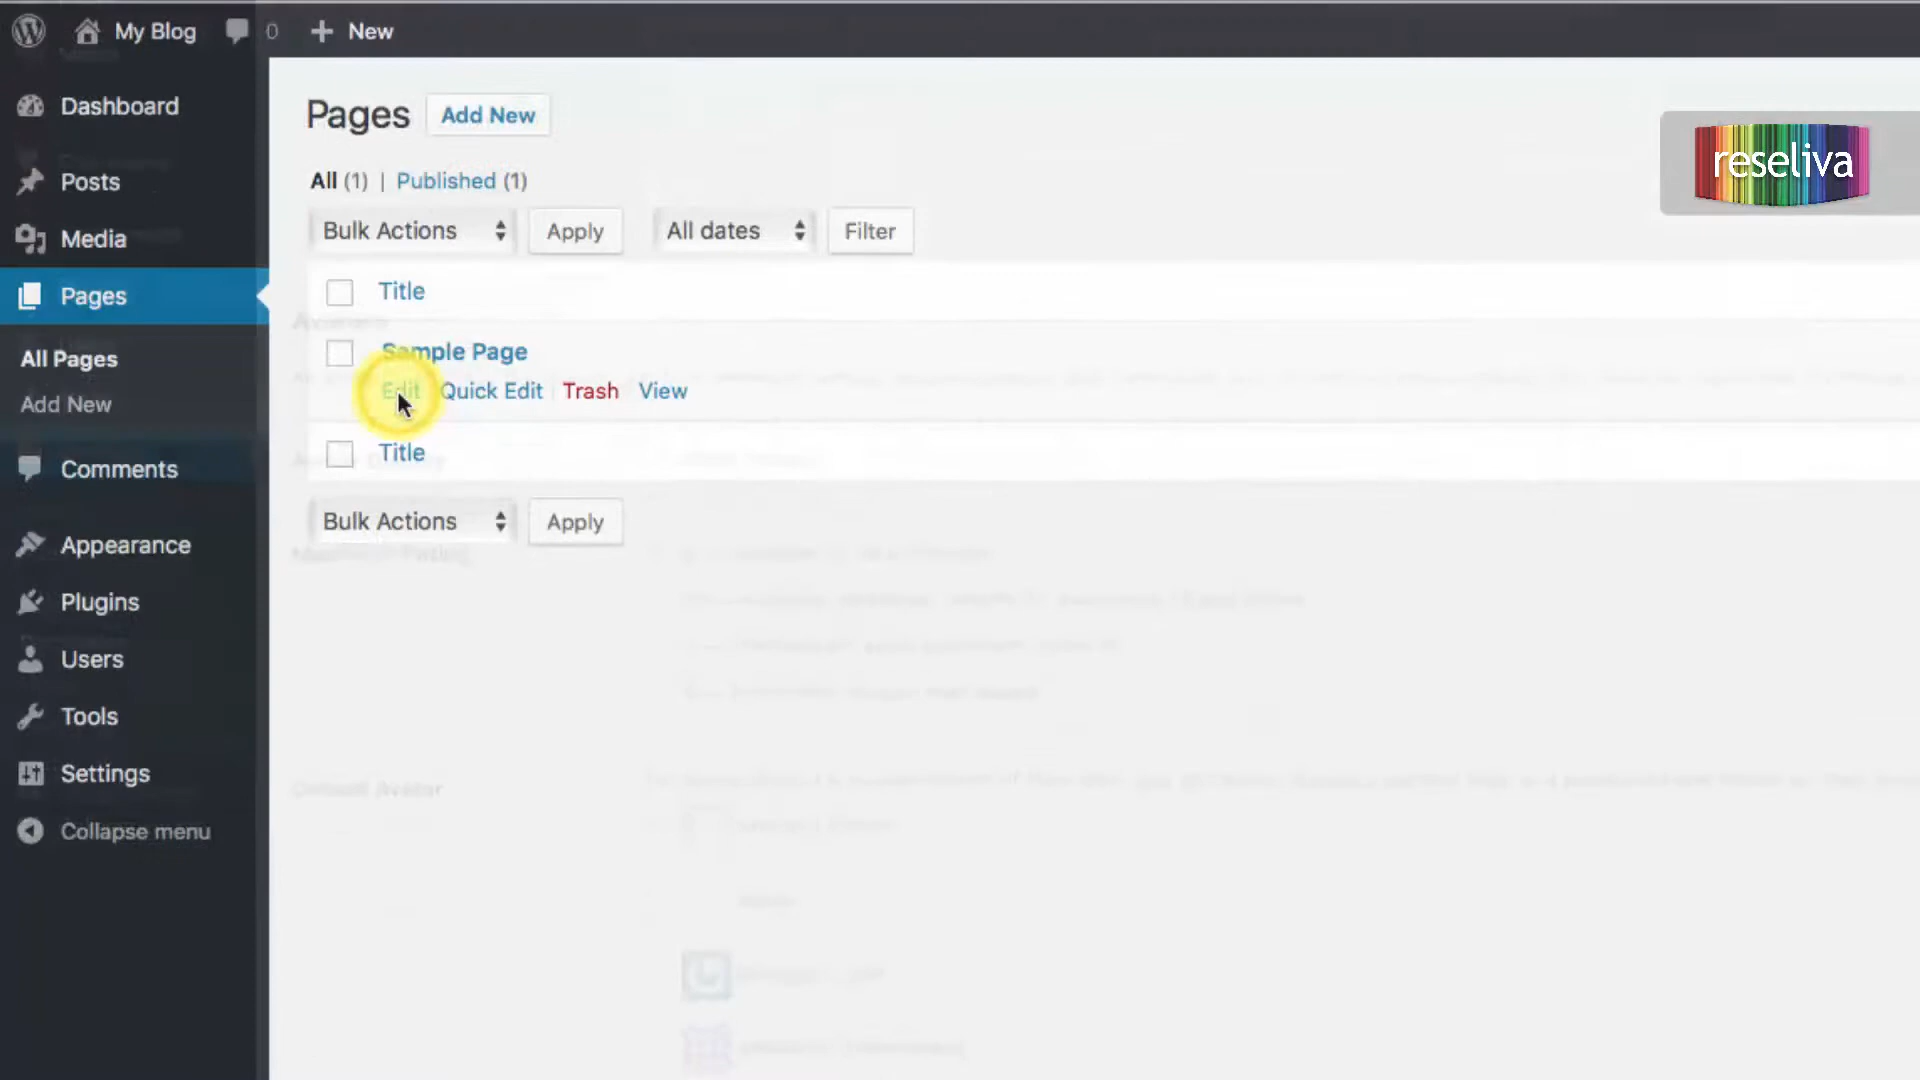 My Blog 0 + New
Dashboard
Posts
Media
Pages
All Pages
Add New
Comments
Appearance
Plugins
Users
Tools
Settings
Collapse menu
Pages Add New
reseliva
All (1) | Published (1)
Bulk Actions Apply All dates Filter
Title
Sample Page
Edit Quick Edit | Trash View
Title
Bulk Actions Apply